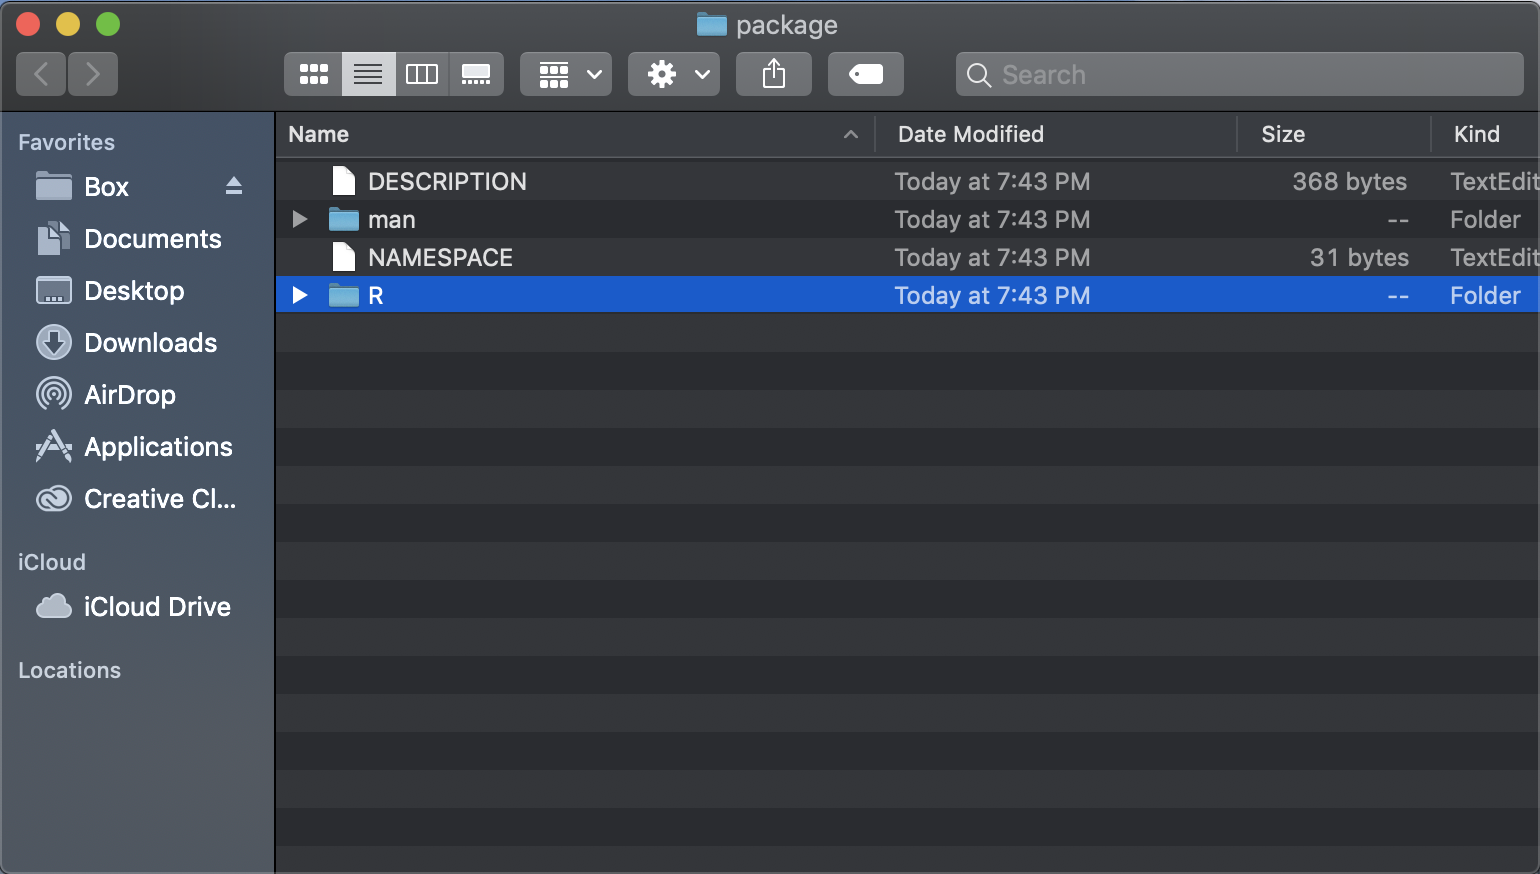 package
Search
Favorites
Box
Documents
Desktop
Downloads
AirDrop
Applications
Creative Cl...
iCloud
iCloud Drive
Locations
Name Date Modified Size Kind
DESCRIPTION Today at 7:43 PM 368 bytes TextEdit
man Today at 7:43 PM -- Folder
NAMESPACE Today at 7:43 PM 31 bytes TextEdit
R Today at 7:43 PM -- Folder